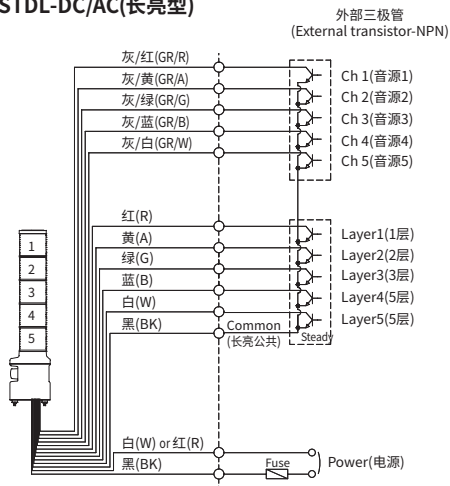 STDL-DC/AC(长亮型)
外部三极管
(External transistor-NPN)
灰/红(GR/R)
Ch 1(音源1)
灰/黄(GR/A)
Ch 2(音源2)
灰/绿(GR/G)
Ch 3(音源3)
灰/蓝(GR/B)
Ch 4(音源4)
灰/白(GR/W)
Ch 5(音源5)
红(R)
Layer1(1层)
黄(A)
Layer2(2层)
绿(G)
Layer3(3层)
蓝(B)
Layer4(5层)
白(W)
Layer5(5层)
黑(BK)
Common
(长亮公共)
Steady
1
2
3
4
5
白(W) or 红(R)
黑(BK)
Fuse
Power(电源)